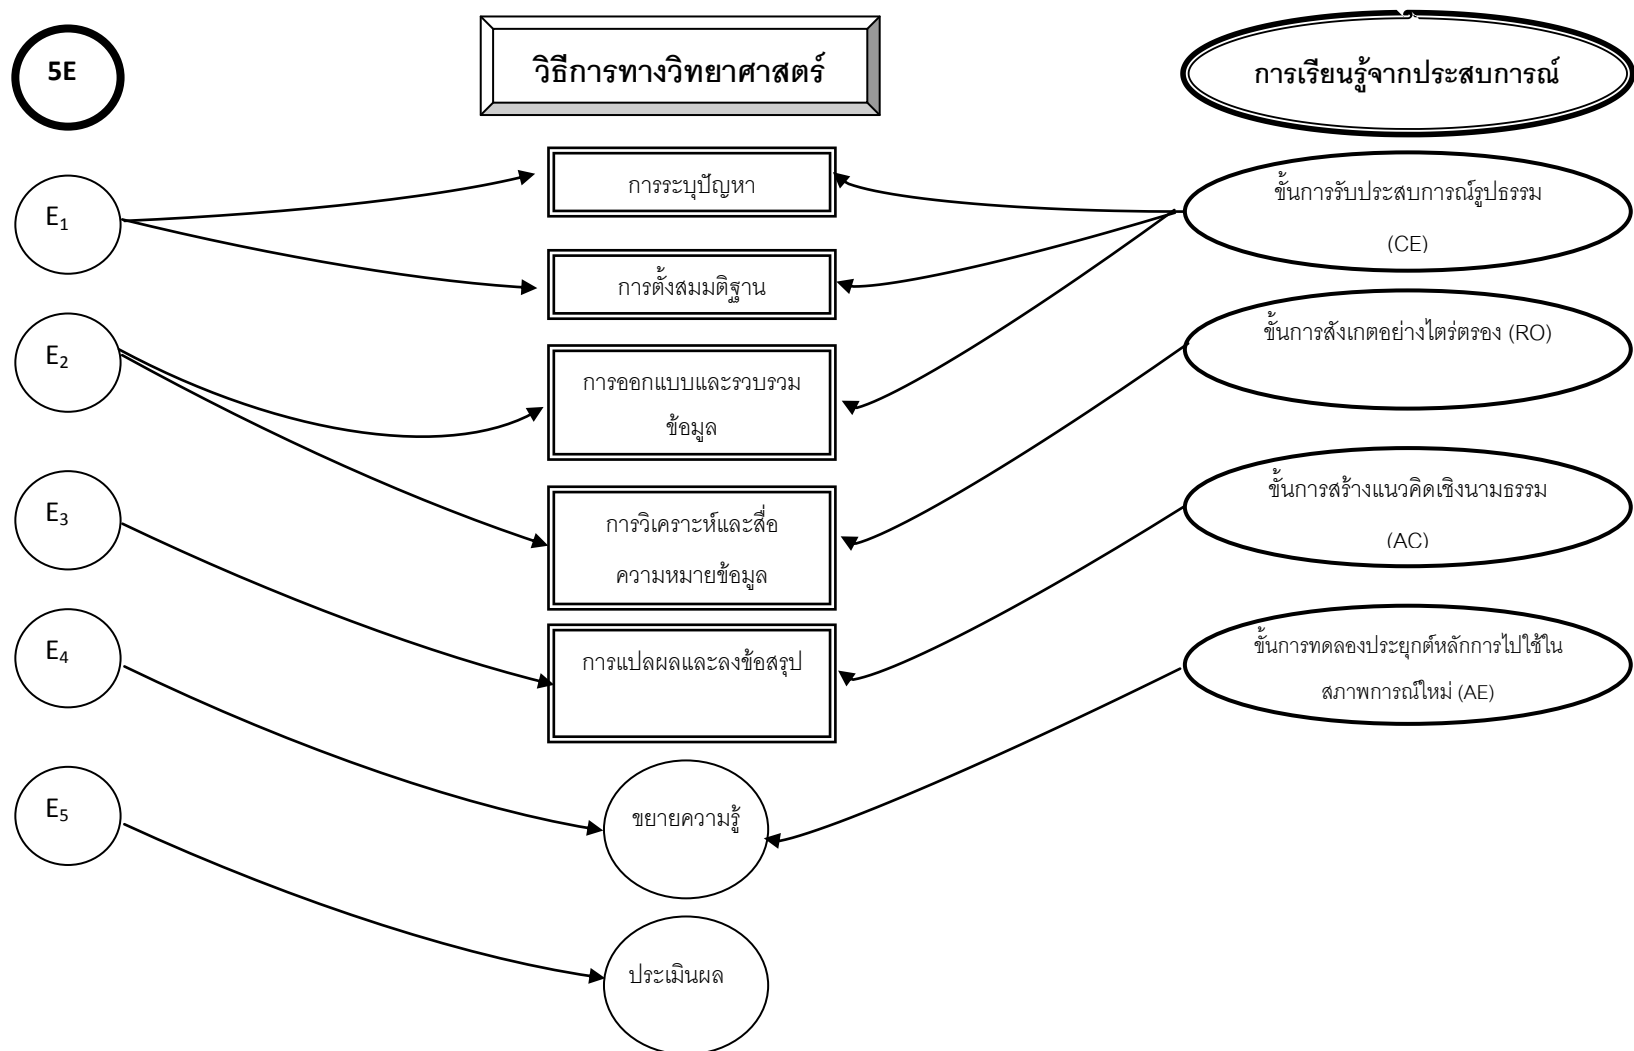 5E
วิธีการทางวิทยาศาสตร์
การเรียนรู้จากประสบการณ์
E1
การระบุปัญหา
ขั้นการรับประสบการณ์รูปธรรม
(CE)
การตั้งสมมติฐาน
E2
การออกแบบและรวบรวม
ข้อมูล
ขั้นการสังเกตอย่างไตร่ตรอง (RO)
E3
การวิเคราะห์และสื่อ
ความหมายข้อมูล
ขั้นการสร้างแนวคิดเชิงนามธรรม
(AC)
E4
การแปลผลและลงข้อสรุป
ขั้นการทดลองประยุกต์หลักการไปใช้ใน
สภาพการณ์ใหม่ (AE)
E5
ขยายความรู้
ประเมินผล